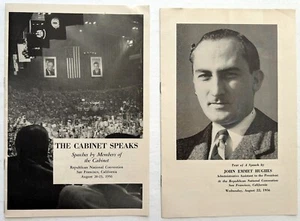 THE CABINET SPEAKS
Speeches by Members of
the Cabinet
Republican National Convention
San Francisco, California
August 20-23, 1956
Text of A Speech by
JOHN EMMET HUGHES
Administrative Assistant to the President,
at the Republican National Convention
San Francisco, California
Wednesday, August 22, 1956